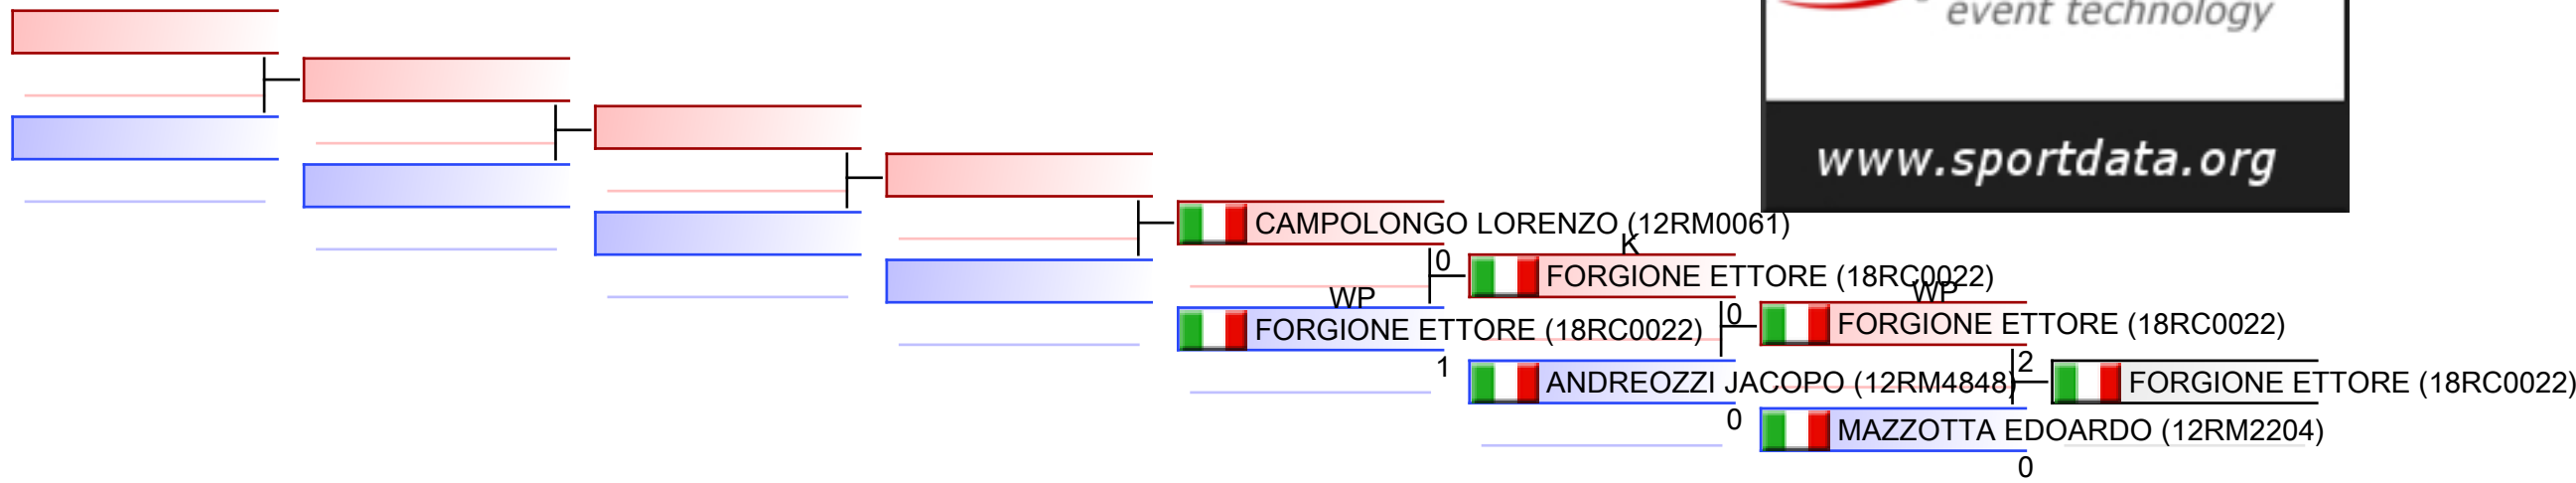 event technology
www.sportdata.org
CAMPOLONGO LORENZO (12RM0061)
K
0
FORGIONE ETTORE (18RC0022)
WP
WP
FORGIONE ETTORE (18RC0022)
0
FORGIONE ETTORE (18RC0022)
1
2
ANDREOZZI JACOPO (12RM4848)
FORGIONE ETTORE (18RC0022)
0
MAZZOTTA EDOARDO (12RM2204)
0